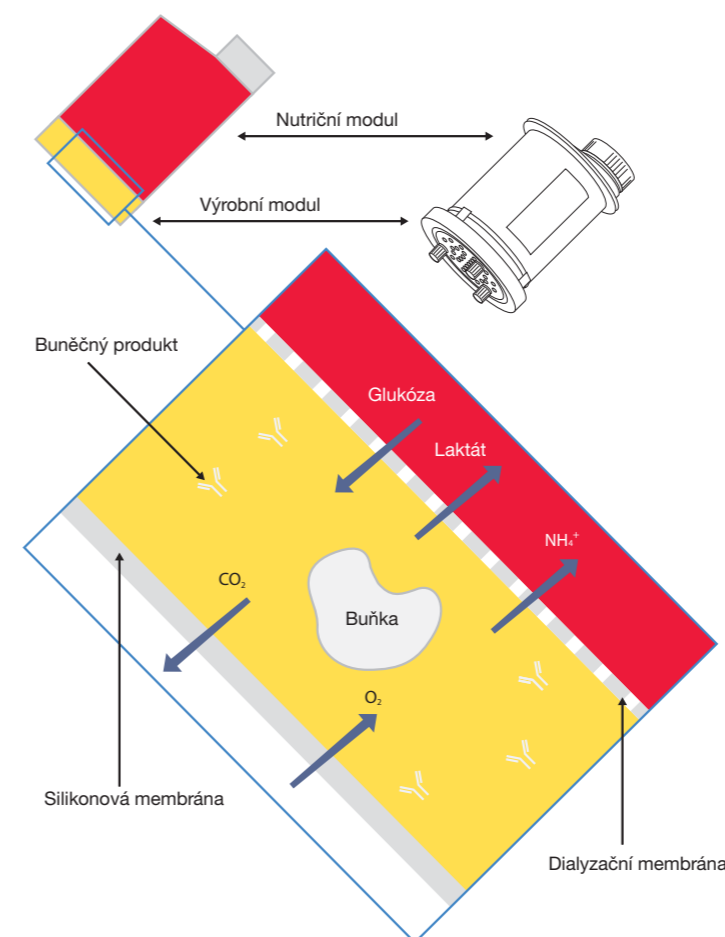 Nutriční modul
Výrobní modul
Buněčný produkt
Glukóza
Laktát
NH₄⁺
CO₂
Buňka
O₂
Silikonová membrána
Dialyzační membrána